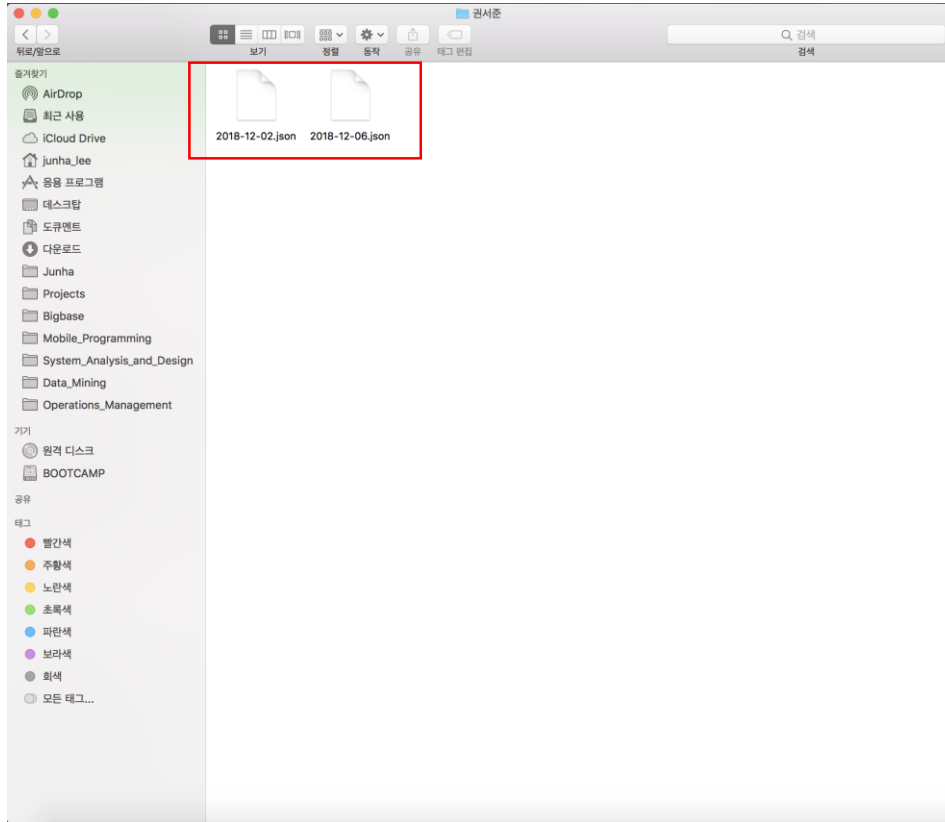 권서준
뒤로/앞으로
보기
정렬
동작
공유
태그 편집
검색
검색
즐겨찾기
AirDrop
최근 사용
iCloud Drive
junha_lee
응용 프로그램
데스크탑
도큐멘트
다운로드
Junha
Projects
Bigbase
Mobile_Programming
System_Analysis_and_Design
Data_Mining
Operations_Management
기기
원격 디스크
BOOTCAMP
공유
태그
빨간색
주황색
노란색
초록색
파란색
보라색
회색
모든 태그...
2018-12-02.json 2018-12-06.json